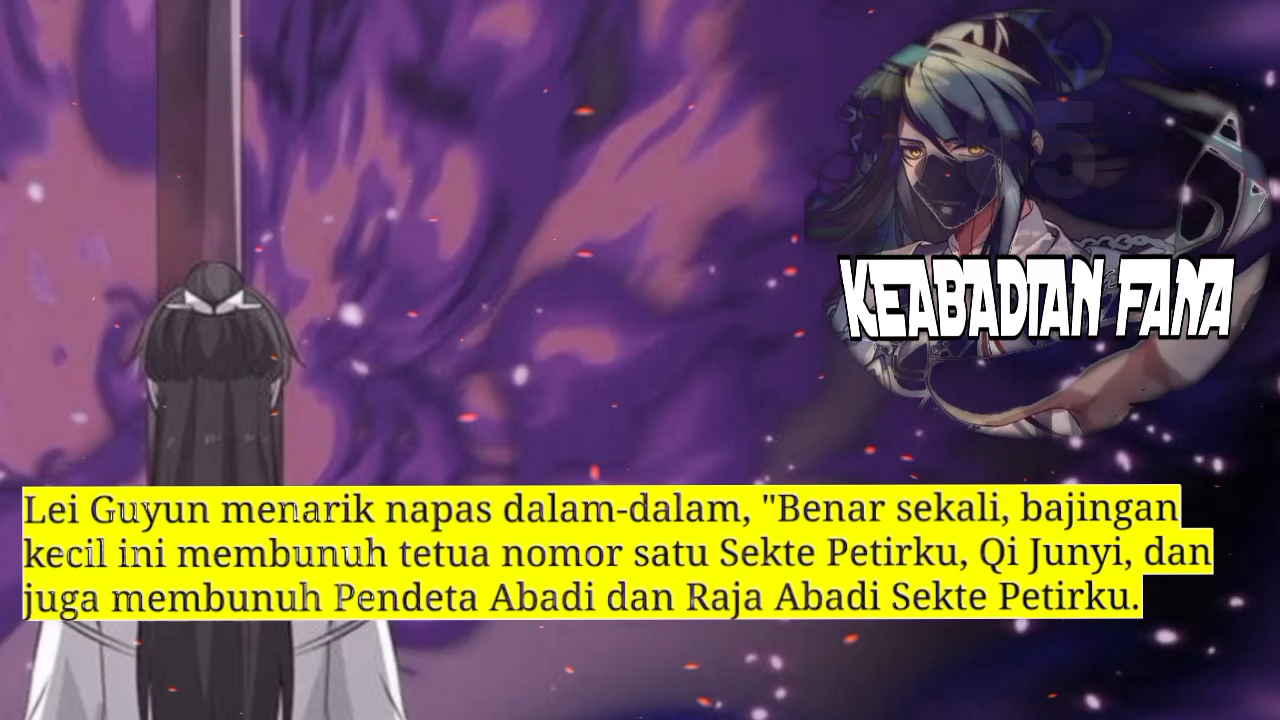 KEABADIAN FANA
Lei Guyun menarik napas dalam-dalam, "Benar sekali, bajingan
kecil ini membunuh tetua nomor satu Sekte Petirku, Qi Junyi, dan
juga membunuh Pendeta Abadi dan Raja Abadi Sekte Petirku.